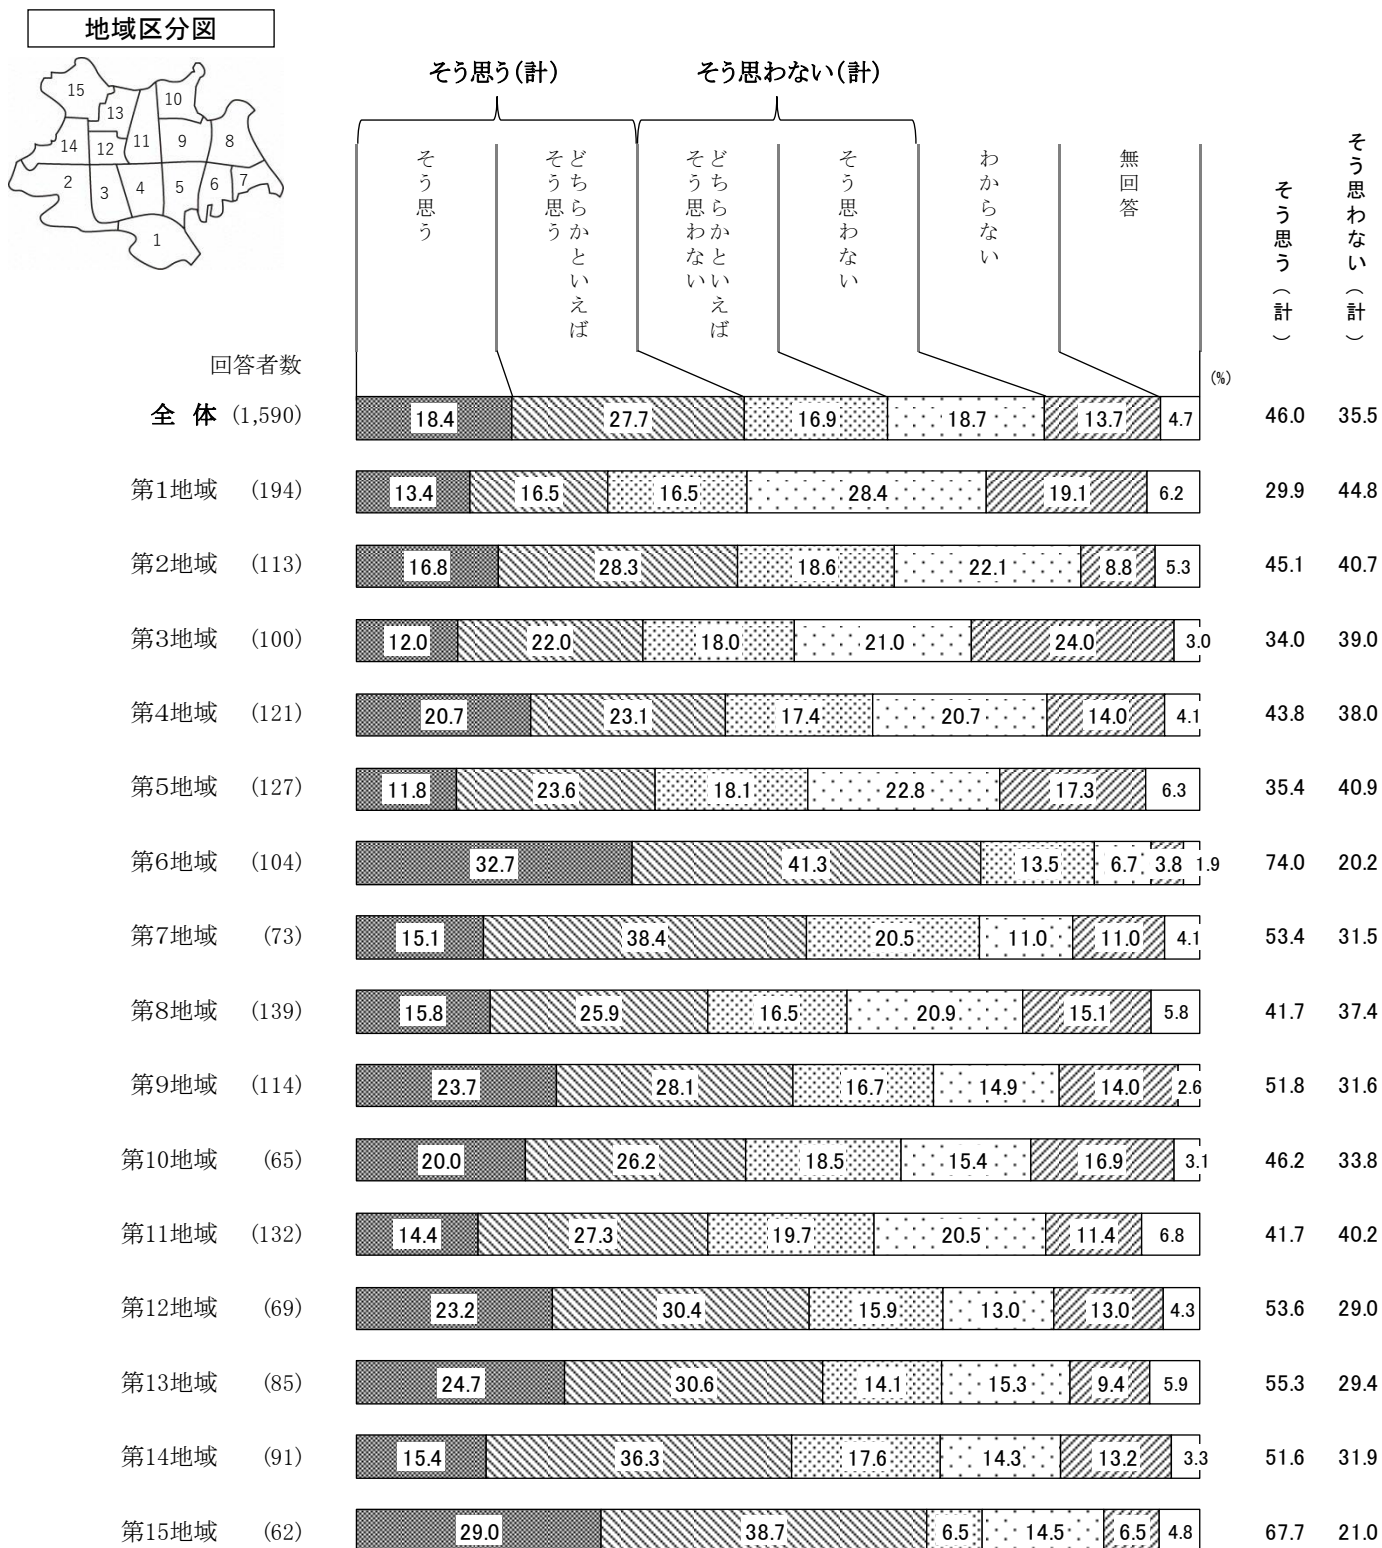 地域区分図
15
13
10
14
12
11
9
8
2
3
4
5
6
7
1
そう思う(計)
そう思わない(計)
そう思う
どちらかといえば
そう思う
どちらかといえば
そう思わない
そう思わない
わからない
無回答
そう思う(計)
そう思わない(計)
回答者数
(%)
全 体 (1,590) 18.4 27.7 16.9 18.7 13.7 4.7 46.0 35.5
第1地域 (194) 13.4 16.5 16.5 28.4 19.1 6.2 29.9 44.8
第2地域 (113) 16.8 28.3 18.6 22.1 8.8 5.3 45.1 40.7
第3地域 (100) 12.0 22.0 18.0 21.0 24.0 3.0 34.0 39.0
第4地域 (121) 20.7 23.1 17.4 20.7 14.0 4.1 43.8 38.0
第5地域 (127) 11.8 23.6 18.1 22.8 17.3 6.3 35.4 40.9
第6地域 (104) 32.7 41.3 13.5 6.7 3.8 1.9 74.0 20.2
第7地域 (73) 15.1 38.4 20.5 11.0 11.0 4.1 53.4 31.5
第8地域 (139) 15.8 25.9 16.5 20.9 15.1 5.8 41.7 37.4
第9地域 (114) 23.7 28.1 16.7 14.9 14.0 2.6 51.8 31.6
第10地域 (65) 20.0 26.2 18.5 15.4 16.9 3.1 46.2 33.8
第11地域 (132) 14.4 27.3 19.7 20.5 11.4 6.8 41.7 40.2
第12地域 (69) 23.2 30.4 15.9 13.0 13.0 4.3 53.6 29.0
第13地域 (85) 24.7 30.6 14.1 15.3 9.4 5.9 55.3 29.4
第14地域 (91) 15.4 36.3 17.6 14.3 13.2 3.3 51.6 31.9
第15地域 (62) 29.0 38.7 6.5 14.5 6.5 4.8 67.7 21.0